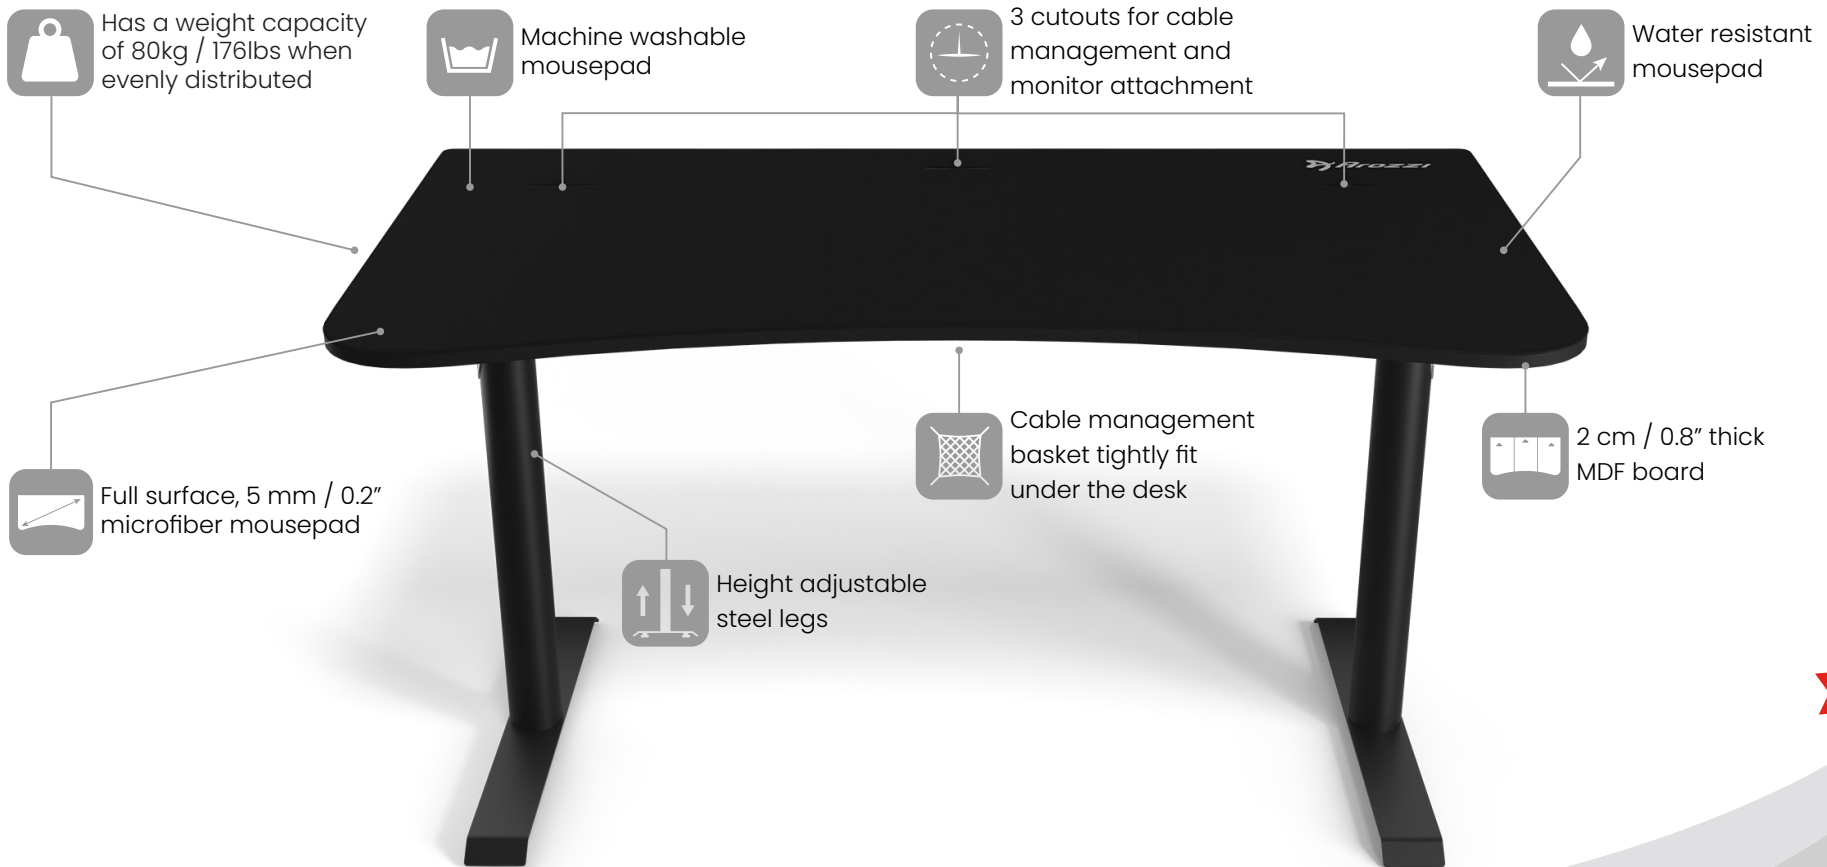 Has a weight capacity
of 80kg / 176lbs when
evenly distributed
Machine washable
mousepad
3 cutouts for cable
management and
monitor attachment
Water resistant
mousepad
Arozzi
Full surface, 5 mm / 0.2”
microfiber mousepad
Height adjustable
steel legs
Cable management
basket tightly fit
under the desk
2 cm / 0.8” thick
MDF board